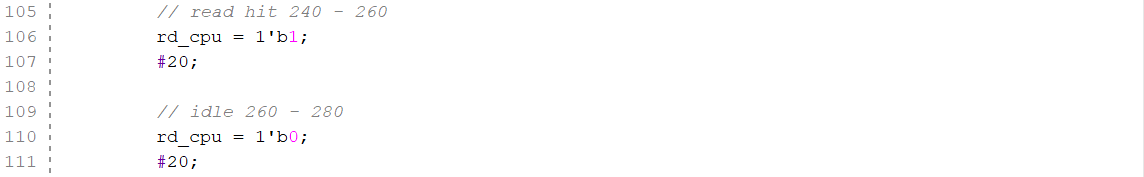 105 // read hit 240 - 260
106 rd_cpu = 1'b1;
107 #20;
108
109 // idle 260 - 280
110 rd_cpu = 1'b0;
111 #20;